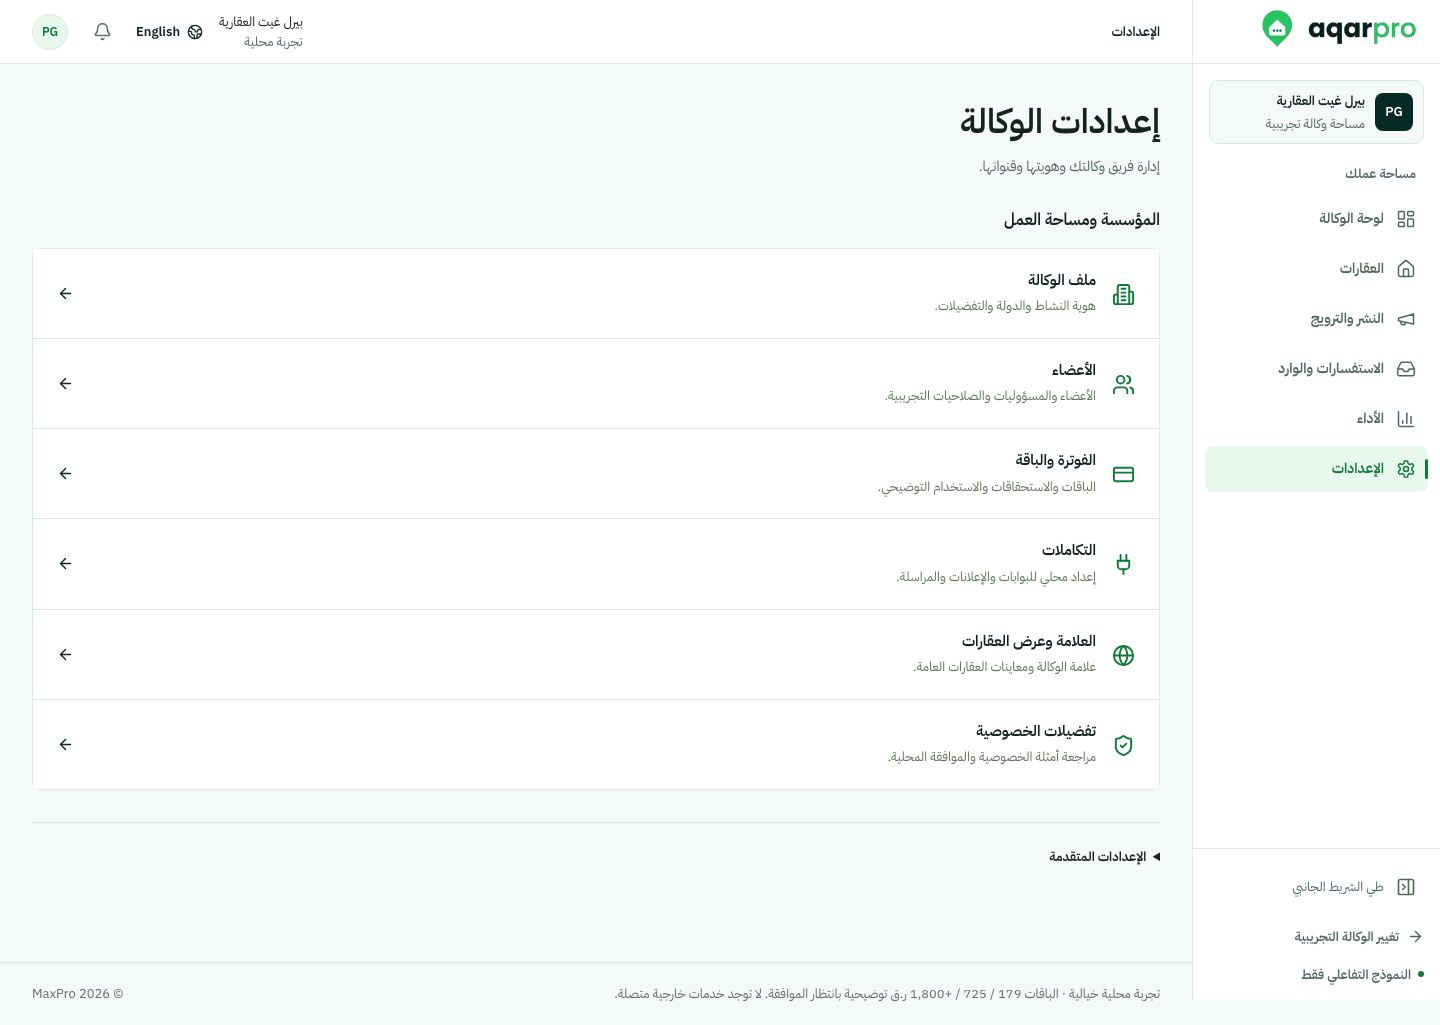 aqarpro
PG
بيرل غيت العقارية
مساحة وكالة تجريبية
مساحة عملك
لوحة الوكالة
العقارات
النشر والترويج
الاستفسارات والوارد
الأداء
الإعدادات
طي الشريط الجانبي
تغيير الوكالة التجريبية
النموذج التفاعلي فقط
الإعدادات
بيرل غيت العقارية
تجربة محلية
English
PG
إعدادات الوكالة
إدارة فريق وكالتك وهويتها وقنواتها.
المؤسسة ومساحة العمل
ملف الوكالة
هوية النشاط والدولة والتفضيلات.
الأعضاء
الأعضاء والمسؤوليات والصلاحيات التجريبية.
الفوترة والباقة
الباقات والاستحقاقات والاستخدام التوضيحي.
التكاملات
إعداد محلي للبوابات والإعلانات والمراسلة.
العلامة وعرض العقارات
علامة الوكالة ومعاينات العقارات العامة.
تفضيلات الخصوصية
مراجعة أمثلة الخصوصية والموافقة المحلية.
الإعدادات المتقدمة
تجربة محلية خيالية · الباقات 179 / 725 / +1,800 ر.ق توضيحية بانتظار الموافقة. لا توجد خدمات خارجية متصلة.
© 2026 MaxPro